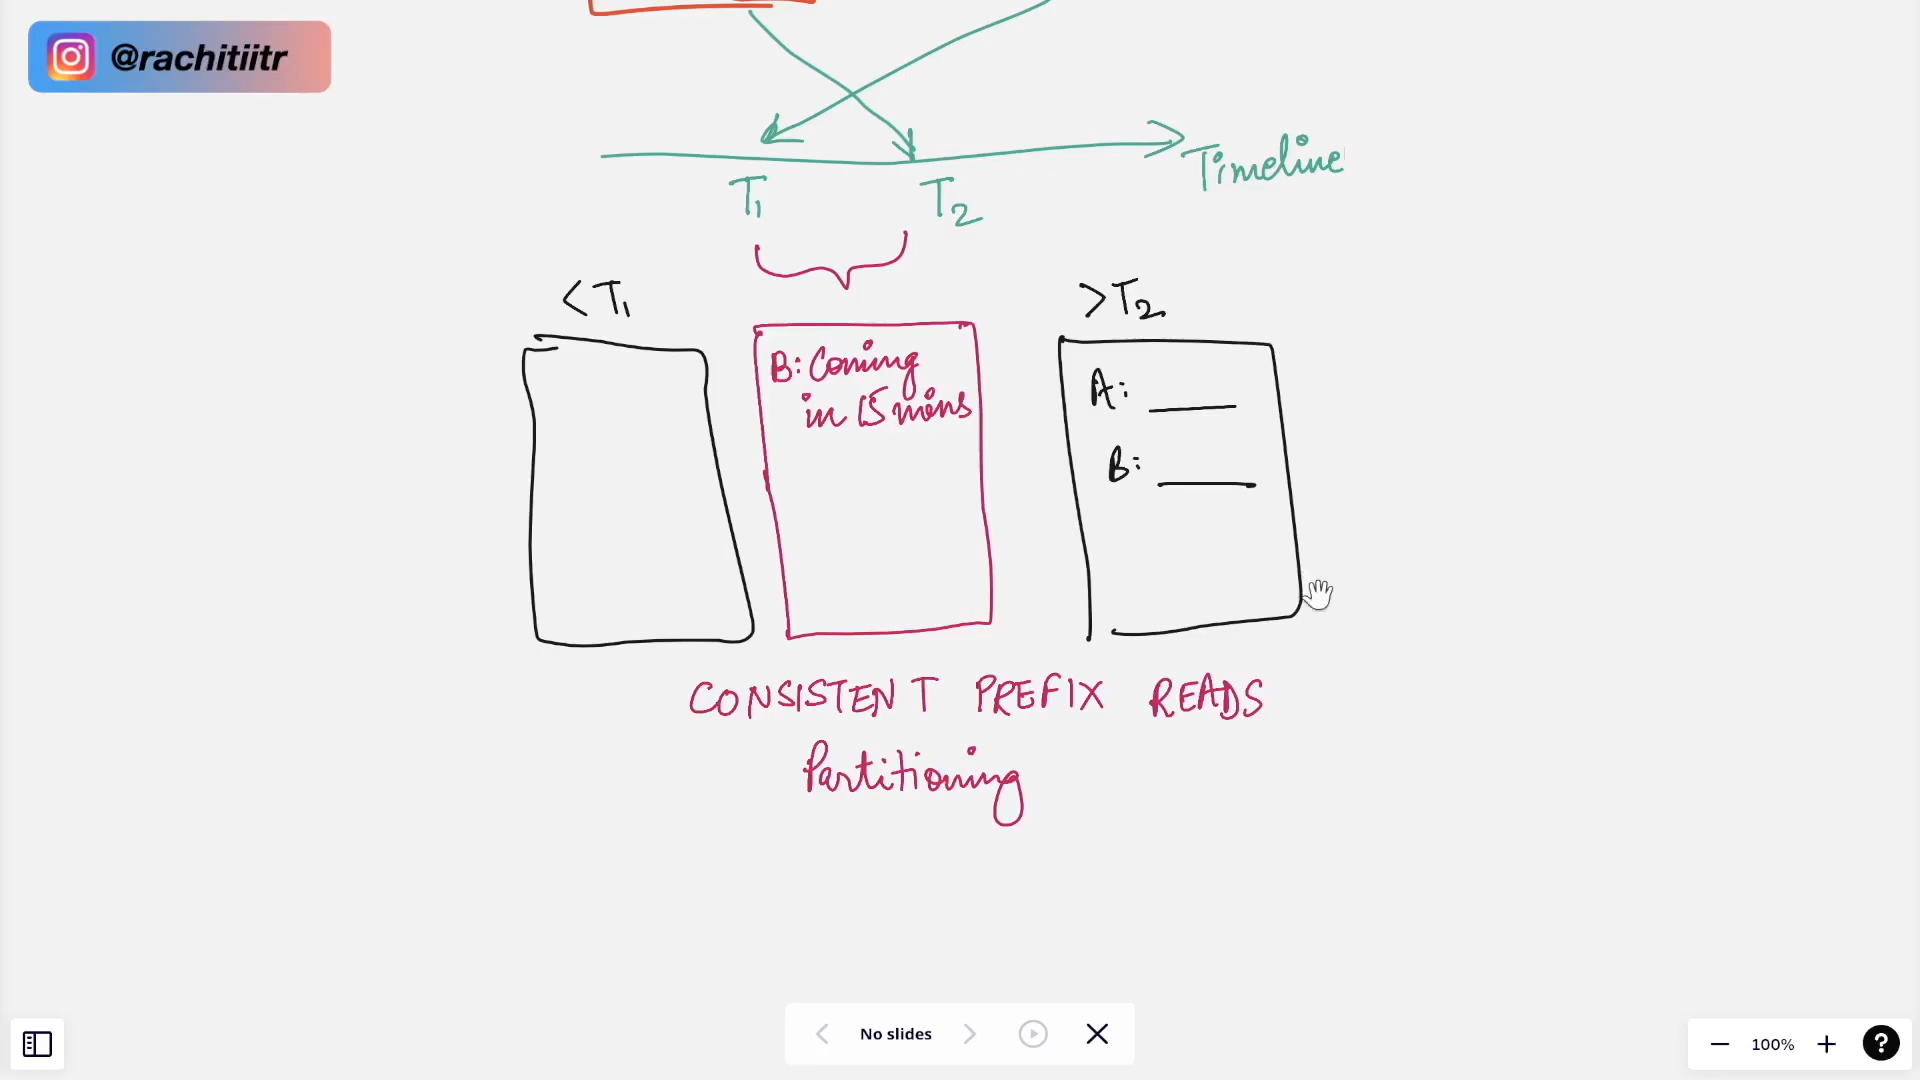 @rachitiitr
Timeline
T1
T2
<T1
>T2
B: Coming
in 15 mins
A:
B:
CONSISTENT PREFIX READS
Partitioning
No slides
100%
?